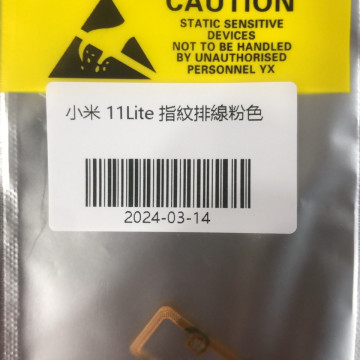 CAUTION
STATIC SENSITIVE
DEVICES
NOT TO BE HANDLED
BY UNAUTHORISED
PERSONNEL YX
小米 11Lite 指紋排線粉色
2024-03-14